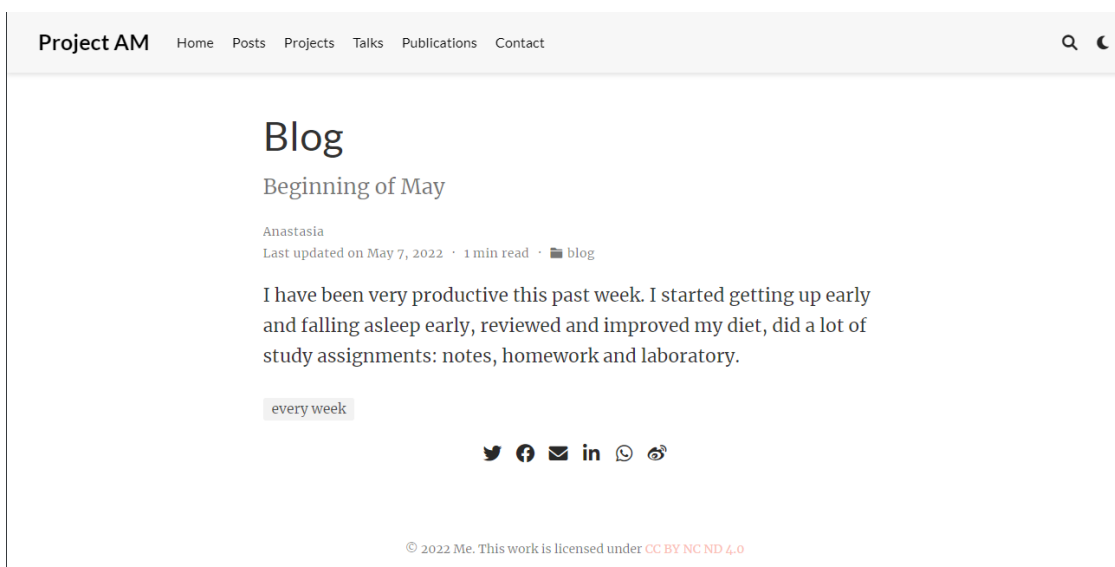 Project AM Home Posts Projects Talks Publications Contact
Blog
Beginning of May
Anastasia
Last updated on May 7, 2022 · 1 min read · blog
I have been very productive this past week. I started getting up early
and falling asleep early, reviewed and improved my diet, did a lot of
study assignments: notes, homework and laboratory.
every week
© 2022 Me. This work is licensed under CC BY NC ND 4.0